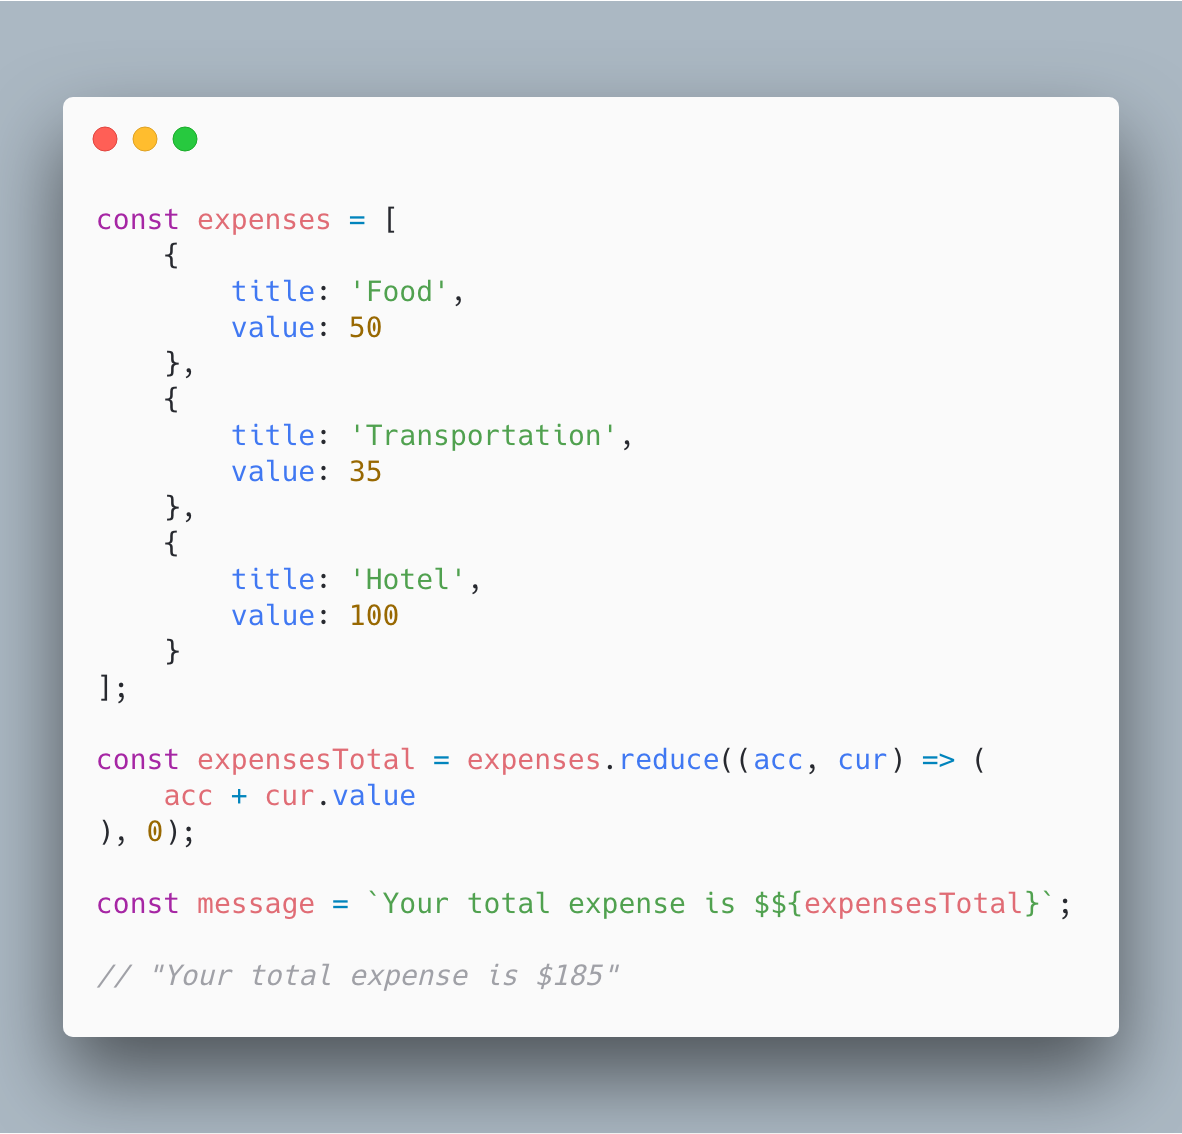 const expenses = [
    {
        title: 'Food',
        value: 50
    },
    {
        title: 'Transportation',
        value: 35
    },
    {
        title: 'Hotel',
        value: 100
    }
];

const expensesTotal = expenses.reduce((acc, cur) => (
    acc + cur.value
), 0);

const message = `Your total expense is $${expensesTotal}`;

// "Your total expense is $185"